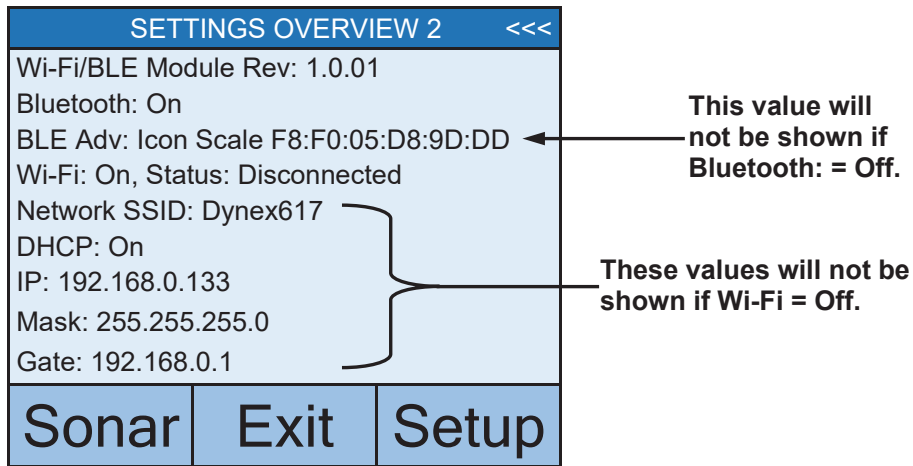 SETTINGS OVERVIEW 2 <<<
Wi-Fi/BLE Module Rev: 1.0.01
Bluetooth: On
BLE Adv: Icon Scale F8:F0:05:D8:9D:DD
Wi-Fi: On, Status: Disconnected
Network SSID: Dynex617
DHCP: On
IP: 192.168.0.133
Mask: 255.255.255.0
Gate: 192.168.0.1
Sonar Exit Setup
This value will
not be shown if
Bluetooth: = Off.
These values will not be
shown if Wi-Fi = Off.